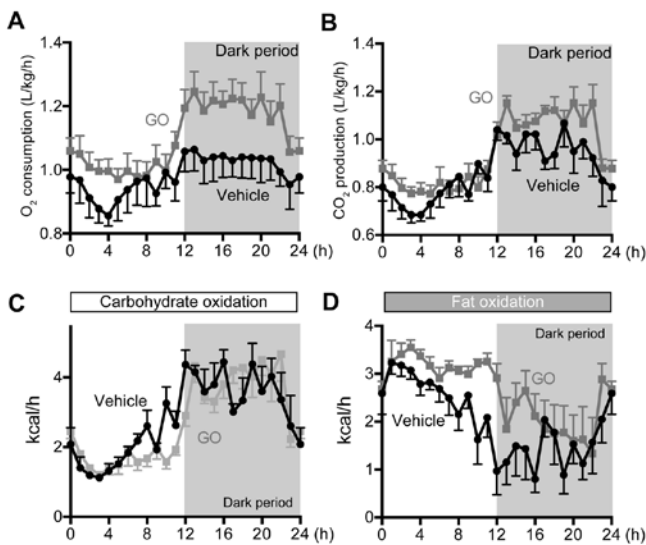 A
Dark period
O2 consumption (L/kg/h)
1.4
1.2
1.0
0.8
GO
Vehicle
0 4 8 12 16 20 24 (h)
B
Dark period
CO2 production (L/kg/h)
1.4
1.2
1.0
0.8
0.6
GO
Vehicle
0 4 8 12 16 20 24 (h)
C
Carbohydrate oxidation
kcal/h
4
2
0
Vehicle
GO
Dark period
0 4 8 12 16 20 24 (h)
D
Fat oxidation
kcal/h
4
3
2
1
0
Dark period
GO
Vehicle
0 4 8 12 16 20 24 (h)